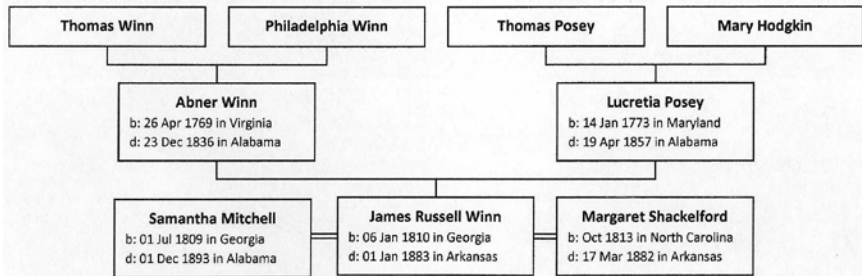 Thomas Winn
Philadelphia Winn
Thomas Posey
Mary Hodgkin
Abner Winn
b: 26 Apr 1769 in Virginia
d: 23 Dec 1836 in Alabama
Lucretia Posey
b: 14 Jan 1773 in Maryland
d: 19 Apr 1857 in Alabama
Samantha Mitchell
b: 01 Jul 1809 in Georgia
d: 01 Dec 1893 in Alabama
James Russell Winn
b: 06 Jan 1810 in Georgia
d: 01 Jan 1883 in Arkansas
Margaret Shackelford
b: Oct 1813 in North Carolina
d: 17 Mar 1882 in Arkansas